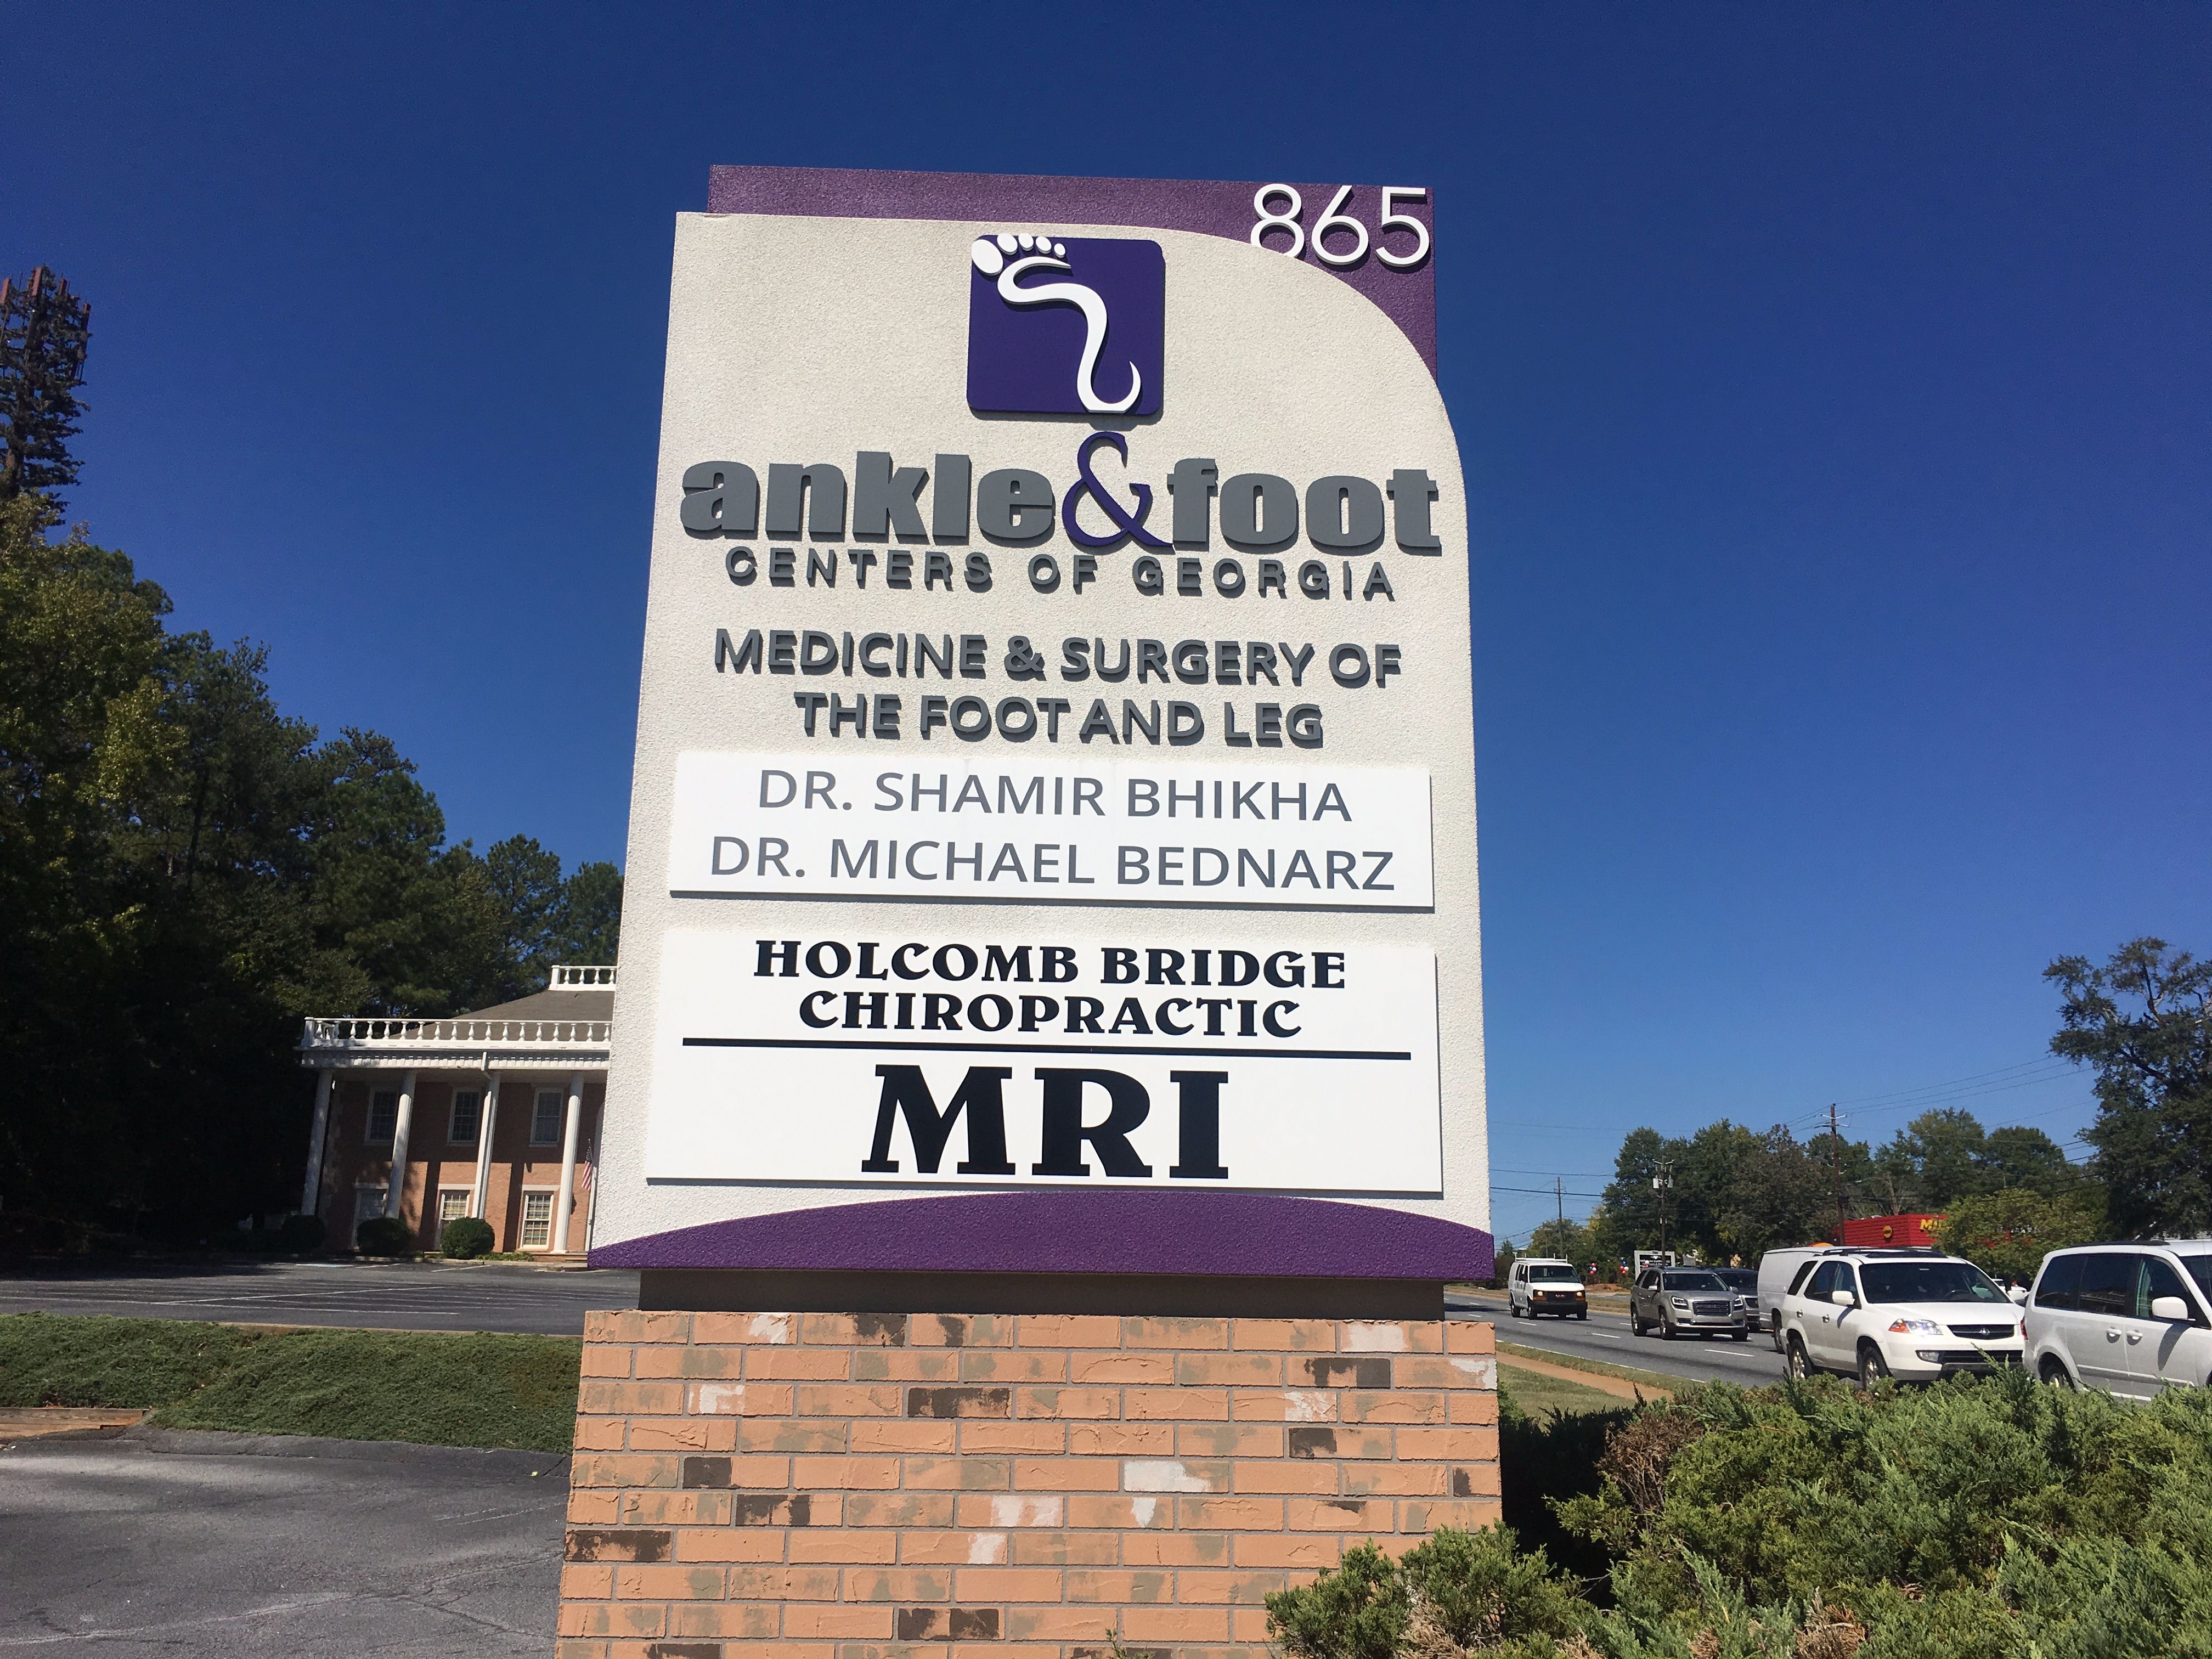 865
ankle&foot
CENTERS OF GEORGIA
MEDICINE & SURGERY OF
THE FOOT AND LEG
DR. SHAMIR BHIKHA
DR. MICHAEL BEDNARZ
HOLCOMB BRIDGE
CHIROPRACTIC
MRI